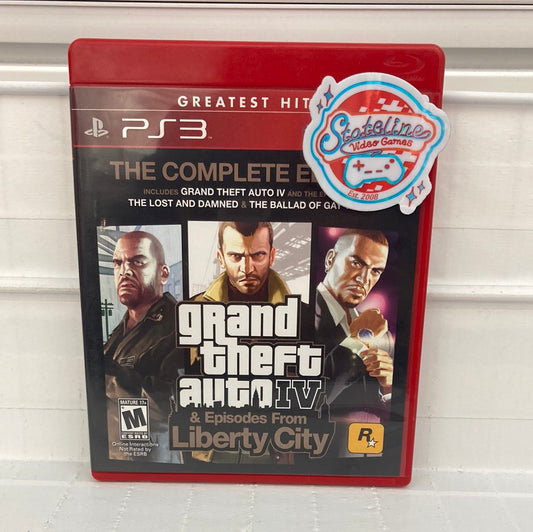 GREATEST HIT
PS3
Stateline
Video Games
Est. 2008
THE COMPLETE E
INCLUDES GRAND THEFT AUTO IV AND THE E
THE LOST AND DAMNED & THE BALLAD OF GA
grand
theft
auto IV
& Episodes From
Liberty City
MATURE 17+
M
ESRB
Online Interactions
Not Rated by
the ESRB
R